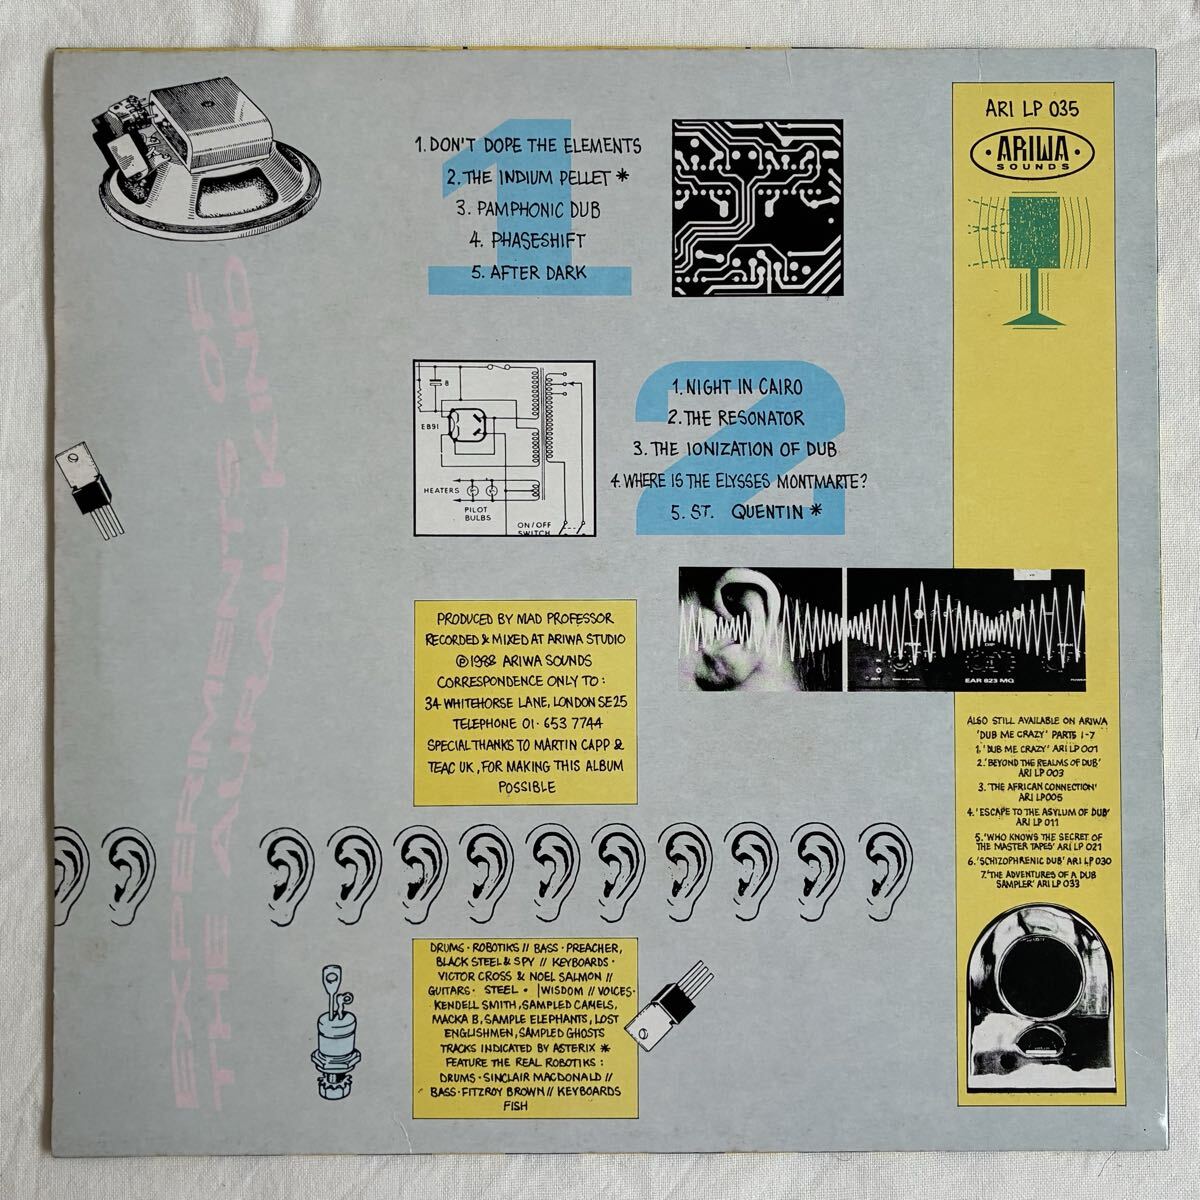 1. DON'T DOPE THE ELEMENTS
2. THE INDIUM PELLET *
3. PAMPHONIC DUB
4. PHASESHIFT
5. AFTER DARK
1
ARI LP 035
· ARIWA ·
SOUNDS
EXPERIMENTS OF
THE AURAL KIND
8
EB91
HEATERS
PILOT
BULBS
ON/OFF
SWITCH
2
1. NIGHT IN CAIRO
2. THE RESONATOR
3. THE IONIZATION OF DUB
4. WHERE IS THE ELYSSES MONTMARTE?
5. ST. QUENTIN *
EAR 823 MG
PRODUCED BY MAD PROFESSOR
RECORDED & MIXED AT ARIWA STUDIO
℗1988 ARIWA SOUNDS
CORRESPONDENCE ONLY TO:
34 WHITEHORSE LANE, LONDON SE25
TELEPHONE 01·653 7744
SPECIAL THANKS TO MARTIN CAPP &
TEAC UK, FOR MAKING THIS ALBUM
POSSIBLE
ALSO STILL AVAILABLE ON ARIWA
'DUB ME CRAZY' PARTS 1-7
1. 'DUB ME CRAZY' ARI LP 001
2. 'BEYOND THE REALMS OF DUB'
ARI LP 003
3. 'THE AFRICAN CONNECTION'
ARI LP005
4. 'ESCAPE TO THE ASYLUM OF DUB'
ARI LP 011
5. 'WHO KNOWS THE SECRET OF
THE MASTER TAPES' ARI LP 021
6. 'SCHIZOPHRENIC DUB' ARI LP 030
7. 'THE ADVENTURES OF A DUB
SAMPLER' ARI LP 033
DRUMS · ROBOTIKS // BASS · PREACHER,
BLACK STEEL & SPY // KEYBOARDS ·
VICTOR CROSS & NOEL SALMON //
GUITARS · STEEL · WISDOM // VOICES·
KENDELL SMITH, SAMPLED CAMELS,
MACKA B, SAMPLE ELEPHANTS, LOST
ENGLISHMEN, SAMPLED GHOSTS
TRACKS INDICATED BY ASTERIX *
FEATURE THE REAL ROBOTIKS :
DRUMS · SINCLAIR MACDONALD //
BASS · FITZROY BROWN // KEYBOARDS
FISH